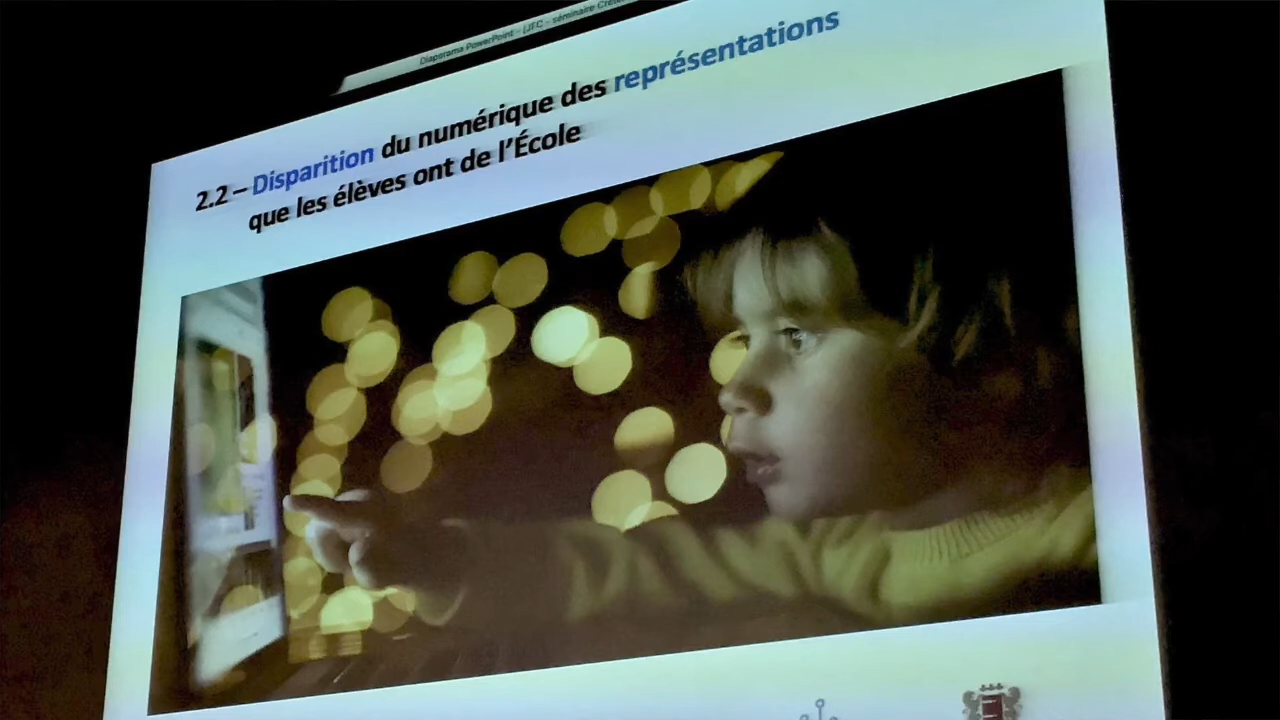 Diaporama PowerPoint - [JFC - séminaire
2.2 – Disparition du numérique des représentations
que les élèves ont de l'École